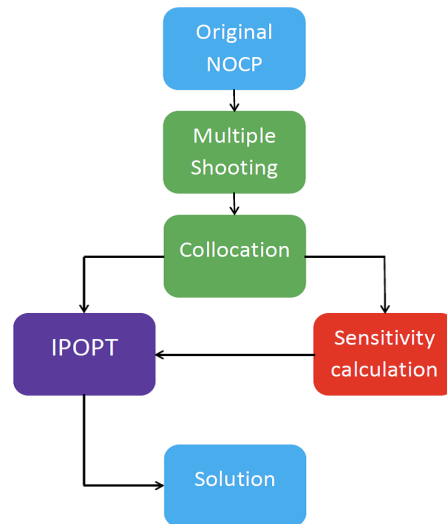 Original
NOCP
Multiple
Shooting
Collocation
IPOPT
Sensitivity
calculation
Solution